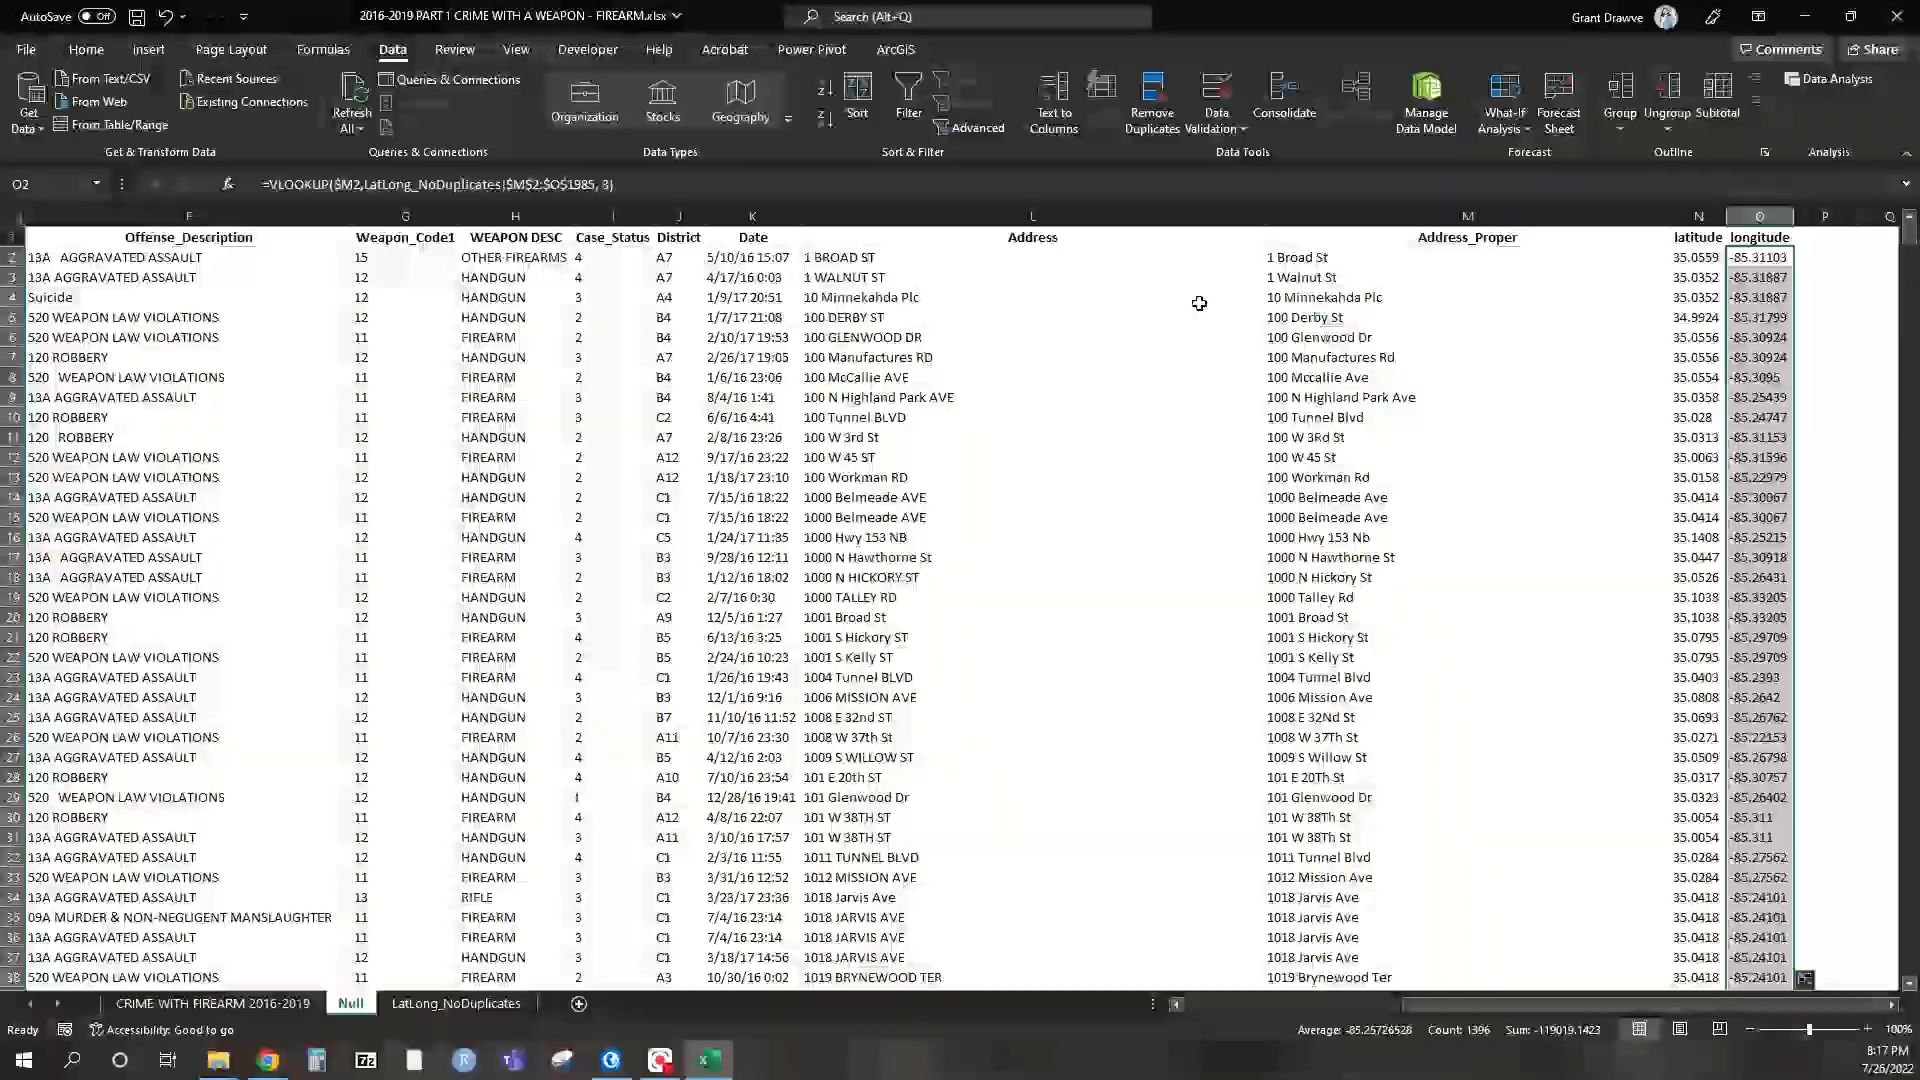 AutoSave Off 2016-2019 PART 1 CRIME WITH A WEAPON - FIREARM.xlsx Search (Alt+Q) Grant Drawve
File Home Insert Page Layout Formulas Data Review View Developer Help Acrobat Power Pivot ArcGIS Comments Share
Get Data From Text/CSV From Web From Table/Range Recent Sources Existing Connections Refresh All Queries & Connections Organization Stocks Geography Sort Filter Advanced Text to Columns Remove Duplicates Data Validation Consolidate Manage Data Model What-If Analysis Forecast Sheet Group Ungroup Subtotal Data Analysis
Get & Transform Data Queries & Connections Data Types Sort & Filter Data Tools Forecast Outline Analysis
O2 fx =VLOOKUP($M2,LatLong_NoDuplicates!$M$2:$O$1985, 3)
F G H I J K L M N O P Q
1 Offense_Description Weapon_Code1 WEAPON DESC Case_Status District Date Address Address_Proper latitude longitude
2 13A AGGRAVATED ASSAULT 15 OTHER FIREARMS 4 A7 5/10/16 15:07 1 BROAD ST 1 Broad St 35.0559 -85.31103
3 13A AGGRAVATED ASSAULT 12 HANDGUN 4 A7 4/17/16 0:03 1 WALNUT ST 1 Walnut St 35.0352 -85.31887
4 Suicide 12 HANDGUN 3 A4 1/9/17 20:51 10 Minnekahda Plc 10 Minnekahda Plc 35.0352 -85.31887
5 520 WEAPON LAW VIOLATIONS 12 HANDGUN 2 B4 1/7/17 21:08 100 DERBY ST 100 Derby St 34.9924 -85.31799
6 520 WEAPON LAW VIOLATIONS 11 FIREARM 2 B4 2/10/17 19:53 100 GLENWOOD DR 100 Glenwood Dr 35.0556 -85.30924
7 120 ROBBERY 12 HANDGUN 3 A7 2/26/17 19:05 100 Manufactures RD 100 Manufactures Rd 35.0556 -85.30924
8 520 WEAPON LAW VIOLATIONS 11 FIREARM 2 B4 1/6/16 23:06 100 McCallie AVE 100 Mccallie Ave 35.0554 -85.3095
9 13A AGGRAVATED ASSAULT 11 FIREARM 3 B4 8/4/16 1:41 100 N Highland Park AVE 100 N Highland Park Ave 35.0358 -85.25439
10 120 ROBBERY 11 FIREARM 3 C2 6/6/16 4:41 100 Tunnel BLVD 100 Tunnel Blvd 35.028 -85.24747
11 120 ROBBERY 12 HANDGUN 3 A7 2/8/16 23:26 100 W 3rd St 100 W 3Rd St 35.0313 -85.31153
12 520 WEAPON LAW VIOLATIONS 11 FIREARM 2 A12 9/17/16 23:22 100 W 45 ST 100 W 45 St 35.0063 -85.31596
13 520 WEAPON LAW VIOLATIONS 12 HANDGUN 2 A12 1/18/17 23:10 100 Workman RD 100 Workman Rd 35.0158 -85.22979
14 13A AGGRAVATED ASSAULT 12 HANDGUN 2 C1 7/15/16 18:22 1000 Belmeade AVE 1000 Belmeade Ave 35.0414 -85.30067
15 520 WEAPON LAW VIOLATIONS 11 FIREARM 2 C1 7/15/16 18:22 1000 Belmeade AVE 1000 Belmeade Ave 35.0414 -85.30067
16 13A AGGRAVATED ASSAULT 12 HANDGUN 4 C5 1/24/17 11:35 1000 Hwy 153 NB 1000 Hwy 153 Nb 35.1408 -85.25215
17 13A AGGRAVATED ASSAULT 11 FIREARM 3 B3 9/28/16 12:11 1000 N Hawthorne St 1000 N Hawthorne St 35.0447 -85.30918
18 13A AGGRAVATED ASSAULT 11 FIREARM 2 B3 1/12/16 18:02 1000 N HICKORY ST 1000 N Hickory St 35.0526 -85.26431
19 520 WEAPON LAW VIOLATIONS 12 HANDGUN 2 C2 2/7/16 0:30 1000 TALLEY RD 1000 Talley Rd 35.1038 -85.33205
20 120 ROBBERY 12 HANDGUN 3 A9 12/5/16 1:27 1001 Broad St 1001 Broad St 35.1038 -85.33205
21 120 ROBBERY 11 FIREARM 4 B5 6/13/16 3:25 1001 S Hickory ST 1001 S Hickory St 35.0795 -85.29709
22 520 WEAPON LAW VIOLATIONS 11 FIREARM 2 B5 2/24/16 10:23 1001 S Kelly ST 1001 S Kelly St 35.0795 -85.29709
23 13A AGGRAVATED ASSAULT 11 FIREARM 4 C1 1/26/16 19:43 1004 Tunnel BLVD 1004 Tunnel Blvd 35.0403 -85.2393
24 13A AGGRAVATED ASSAULT 12 HANDGUN 3 B3 12/1/16 9:16 1006 MISSION AVE 1006 Mission Ave 35.0808 -85.2642
25 13A AGGRAVATED ASSAULT 12 HANDGUN 2 B7 11/10/16 11:52 1008 E 32nd ST 1008 E 32Nd St 35.0693 -85.26762
26 520 WEAPON LAW VIOLATIONS 11 FIREARM 2 A11 10/7/16 23:30 1008 W 37th St 1008 W 37Th St 35.0271 -85.22153
27 13A AGGRAVATED ASSAULT 12 HANDGUN 4 B5 4/12/16 2:03 1009 S WILLOW ST 1009 S Willow St 35.0509 -85.26798
28 120 ROBBERY 12 HANDGUN 4 A10 7/10/16 23:54 101 E 20th ST 101 E 20Th St 35.0317 -85.30757
29 520 WEAPON LAW VIOLATIONS 12 HANDGUN I B4 12/28/16 19:41 101 Glenwood Dr 101 Glenwood Dr 35.0323 -85.26402
30 120 ROBBERY 11 FIREARM 4 A12 4/8/16 22:07 101 W 38TH ST 101 W 38Th St 35.0054 -85.311
31 13A AGGRAVATED ASSAULT 12 HANDGUN 3 A11 3/10/16 17:57 101 W 38TH ST 101 W 38Th St 35.0054 -85.311
32 13A AGGRAVATED ASSAULT 12 HANDGUN 4 C1 2/3/16 11:55 1011 TUNNEL BLVD 1011 Tunnel Blvd 35.0284 -85.27562
33 520 WEAPON LAW VIOLATIONS 11 FIREARM 3 B3 3/31/16 12:52 1012 MISSION AVE 1012 Mission Ave 35.0284 -85.27562
34 13A AGGRAVATED ASSAULT 13 RIFLE 3 C1 3/23/17 23:36 1018 Jarvis Ave 1018 Jarvis Ave 35.0418 -85.24101
35 09A MURDER & NON-NEGLIGENT MANSLAUGHTER 11 FIREARM 3 C1 7/4/16 23:14 1018 JARVIS AVE 1018 Jarvis Ave 35.0418 -85.24101
36 13A AGGRAVATED ASSAULT 11 FIREARM 3 C1 7/4/16 23:14 1018 JARVIS AVE 1018 Jarvis Ave 35.0418 -85.24101
37 13A AGGRAVATED ASSAULT 12 HANDGUN 3 C1 3/18/17 14:56 1018 JARVIS AVE 1018 Jarvis Ave 35.0418 -85.24101
38 520 WEAPON LAW VIOLATIONS 11 FIREARM 2 A3 10/30/16 0:02 1019 BRYNEWOOD TER 1019 Brynewood Ter 35.0418 -85.24101
CRIME WITH FIREARM 2016-2019 Null LatLong_NoDuplicates
Ready Accessibility: Good to go Average: -85.25726528 Count: 1396 Sum: -119019.1423 100%
8:17 PM
7/26/2022